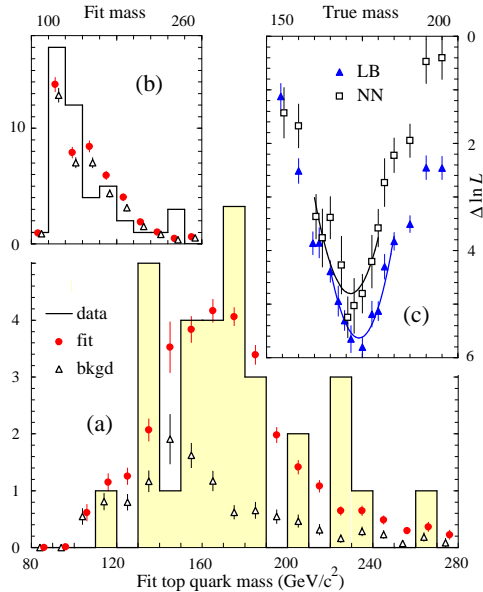 Fit mass
True mass
100
260
150
200
0
(b)
LB
NN
10
2
Δ ln L
0
4
data
fit
bkgd
(c)
4
6
3
(a)
2
1
0
80
120
160
200
240
280
Fit top quark mass (GeV/c²)